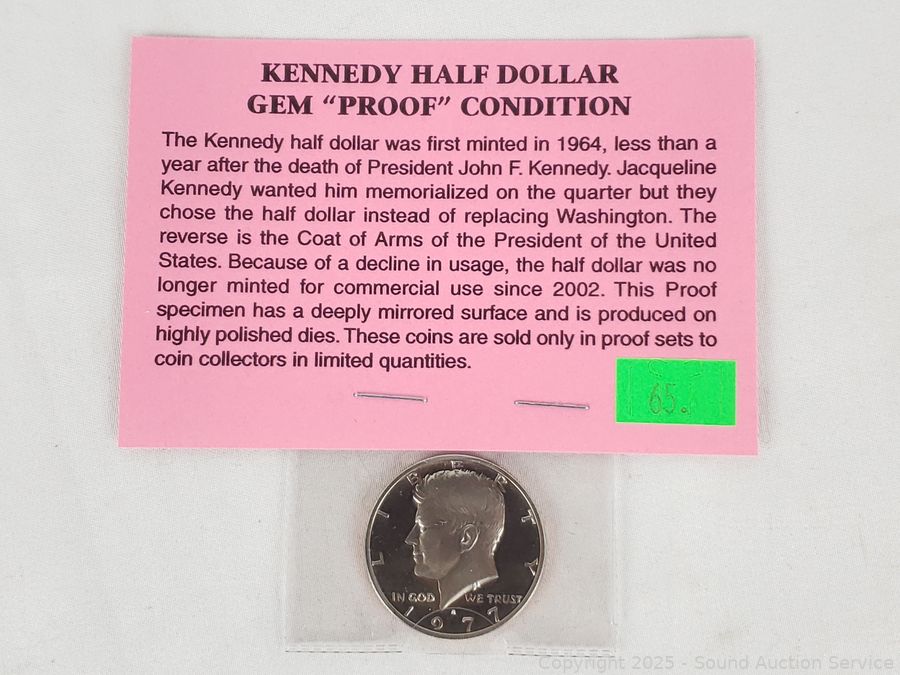 KENNEDY HALF DOLLAR
GEM “PROOF” CONDITION
The Kennedy half dollar was first minted in 1964, less than a
year after the death of President John F. Kennedy. Jacqueline
Kennedy wanted him memorialized on the quarter but they
chose the half dollar instead of replacing Washington. The
reverse is the Coat of Arms of the President of the United
States. Because of a decline in usage, the half dollar was no
longer minted for commercial use since 2002. This Proof
specimen has a deeply mirrored surface and is produced on
highly polished dies. These coins are sold only in proof sets to
coin collectors in limited quantities.
65.
LIBERTY
IN GOD WE TRUST
1977
Copyright 2025 - Sound Auction Service